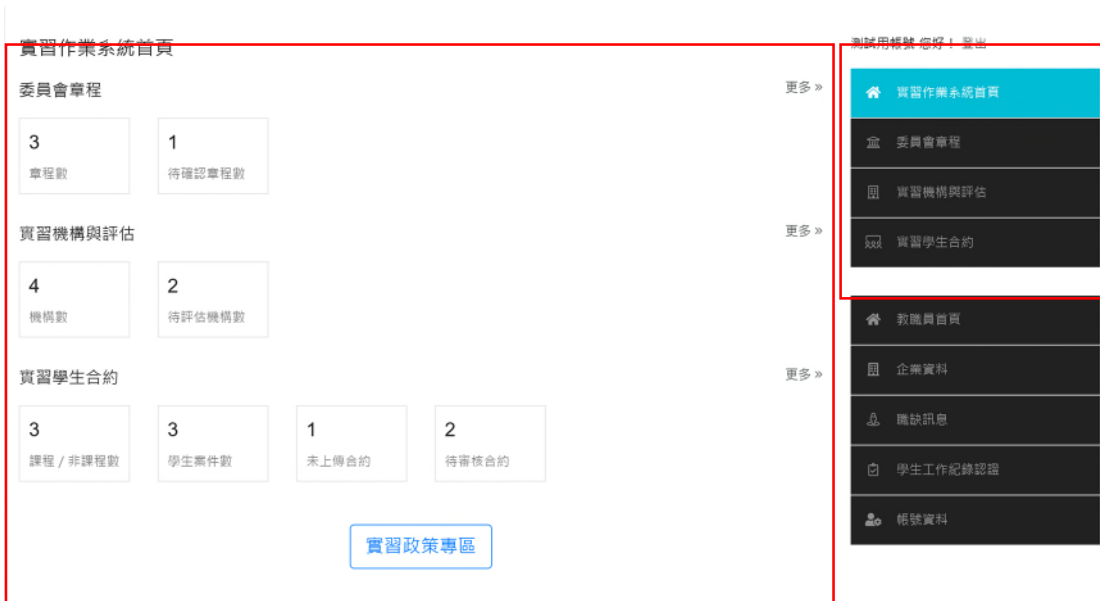 實習作業系統首頁
委員會章程
更多 »
3
章程數
1
待確認章程數
實習機構與評估
更多 »
4
機構數
2
待評估機構數
實習學生合約
更多 »
3
課程 / 非課程數
3
學生案件數
1
未上傳合約
2
待審核合約
實習政策專區
測試用帳號 您好！ 登出
實習作業系統首頁
委員會章程
實習機構與評估
實習學生合約
教職員首頁
企業資料
職缺訊息
學生工作紀錄認證
帳號資料